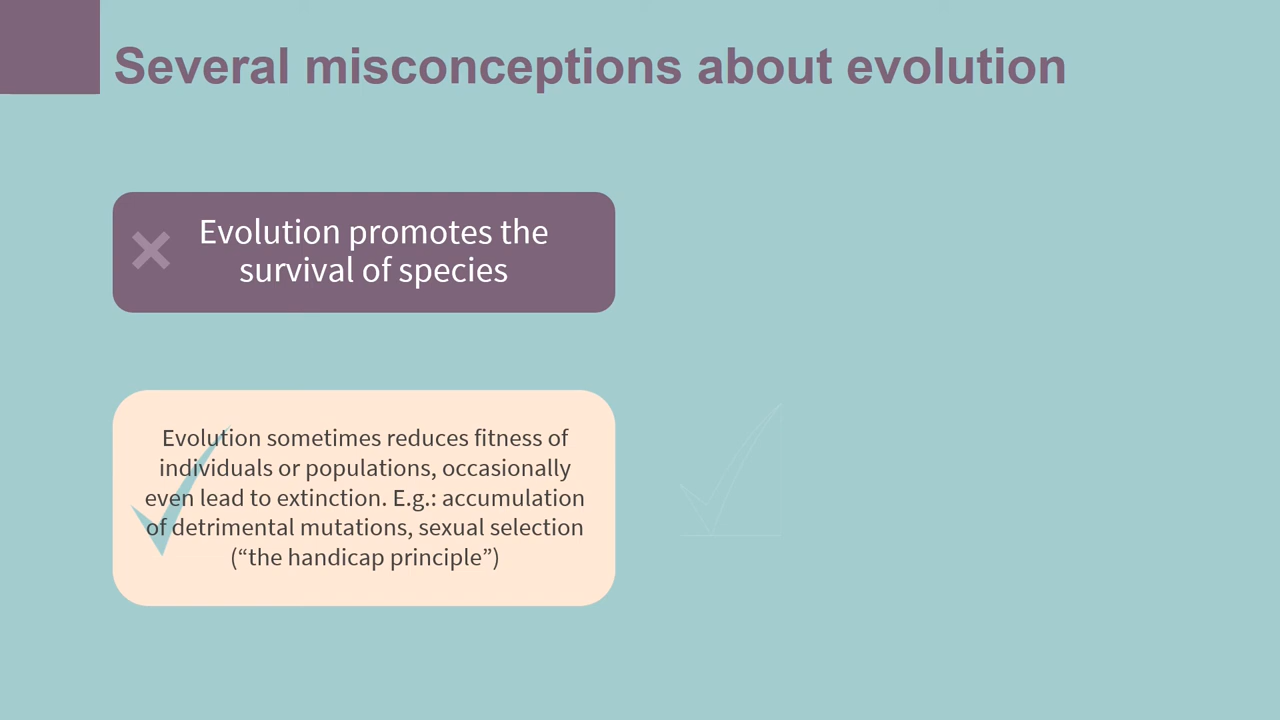 Several misconceptions about evolution
Evolution promotes the
survival of species
Evolution sometimes reduces fitness of
individuals or populations, occasionally
even lead to extinction. E.g.: accumulation
of detrimental mutations, sexual selection
(“the handicap principle”)